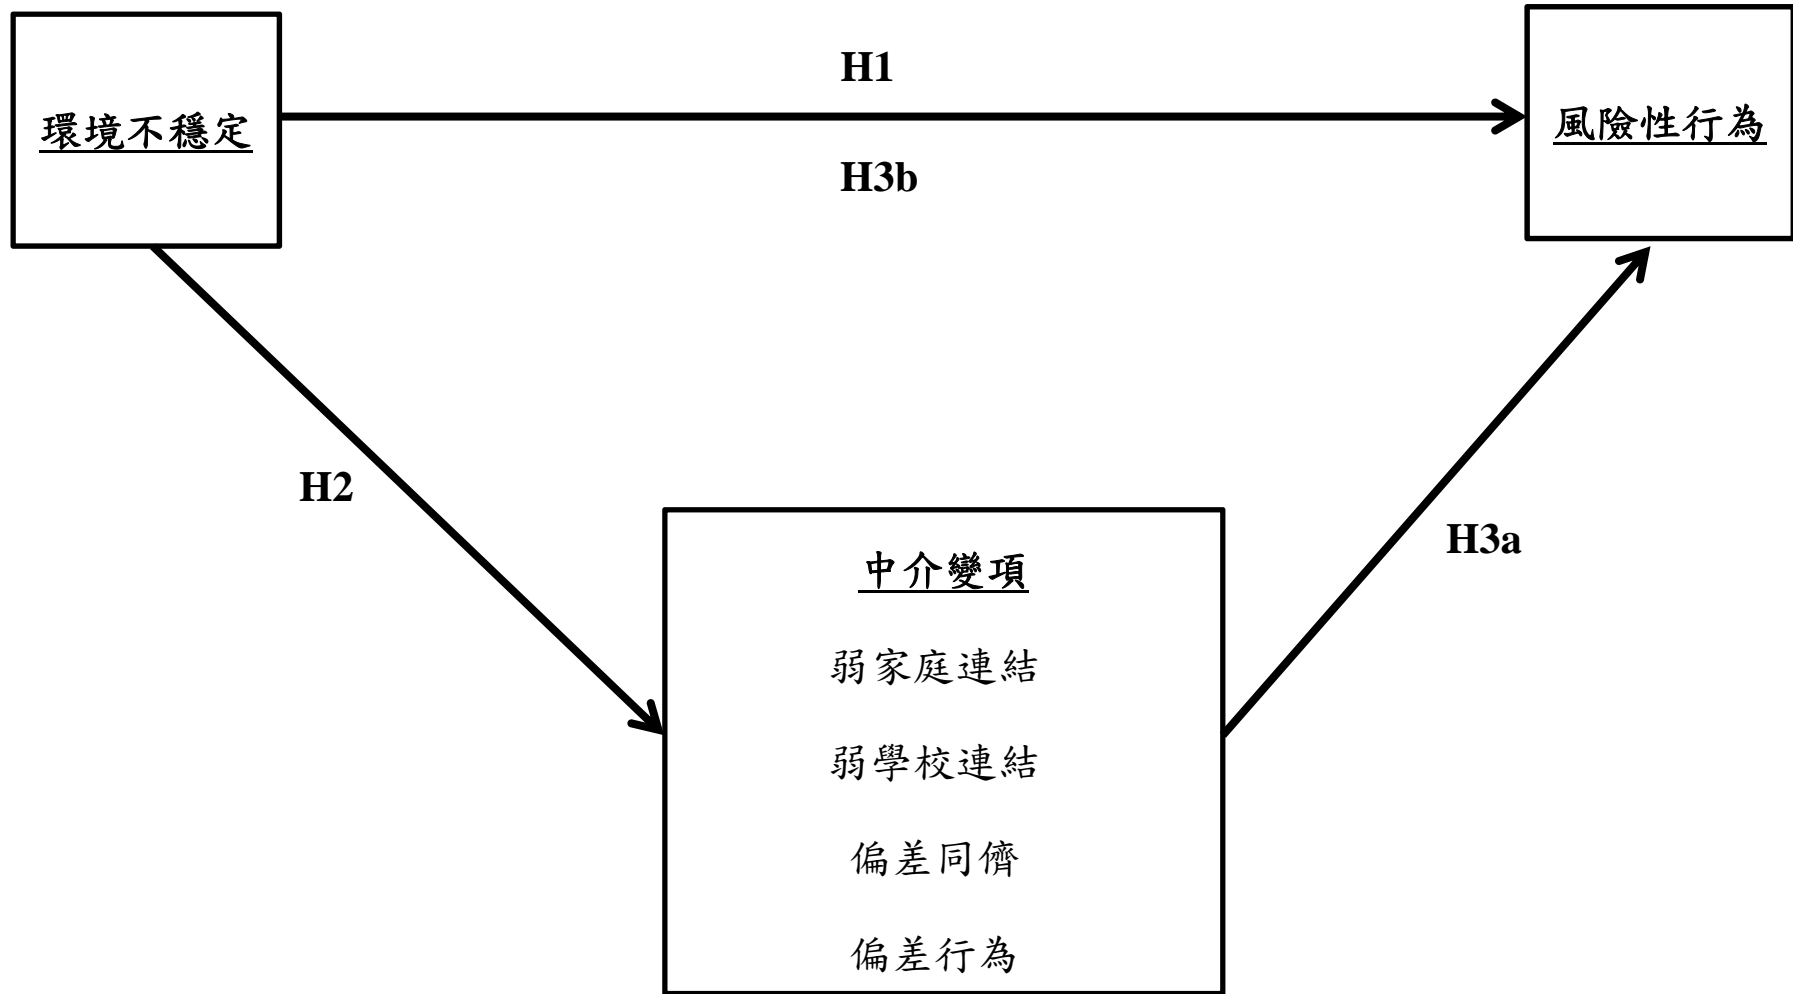 H1
環境不穩定
風險性行為
H3b
H2
H3a
中介變項
弱家庭連結
弱學校連結
偏差同儕
偏差行為